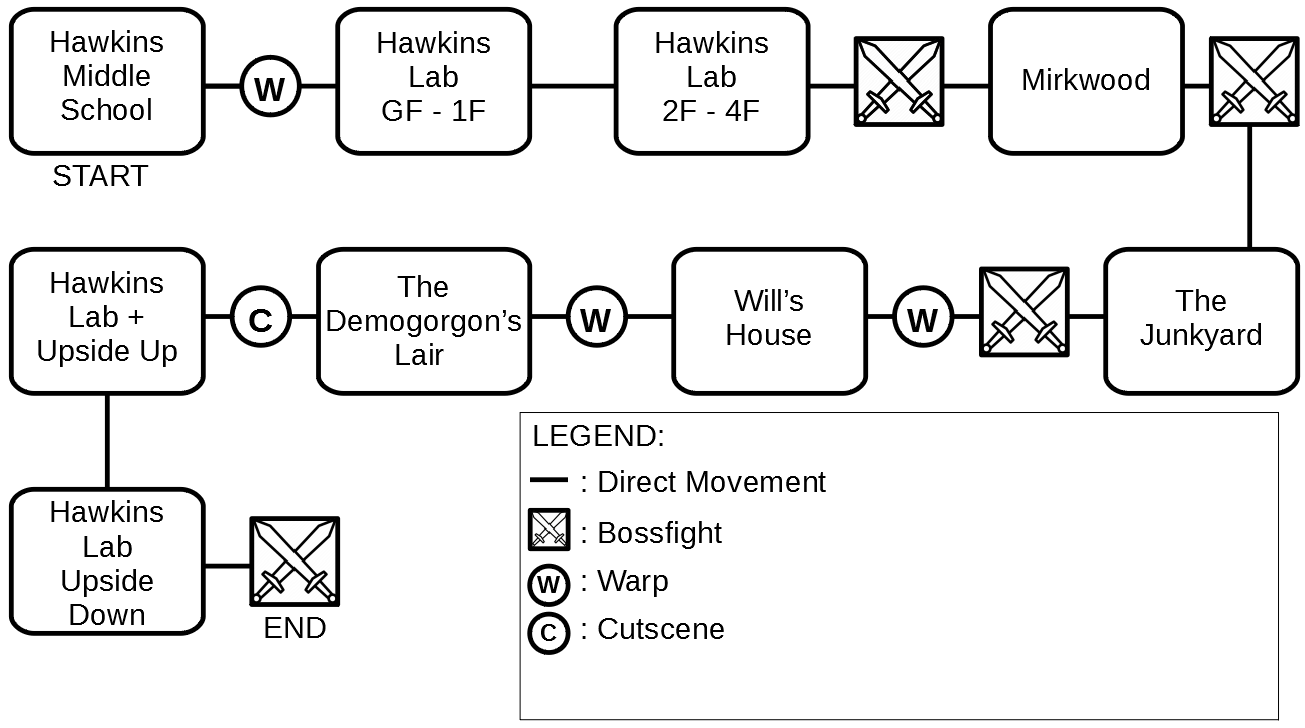 Hawkins
Middle
School
START
W
Hawkins
Lab
GF - 1F
Hawkins
Lab
2F - 4F
Mirkwood
Hawkins
Lab +
Upside Up
C
The
Demogorgon’s
Lair
W
Will’s
House
W
The
Junkyard
Hawkins
Lab
Upside
Down
END
LEGEND:
: Direct Movement
: Bossfight
W : Warp
C : Cutscene